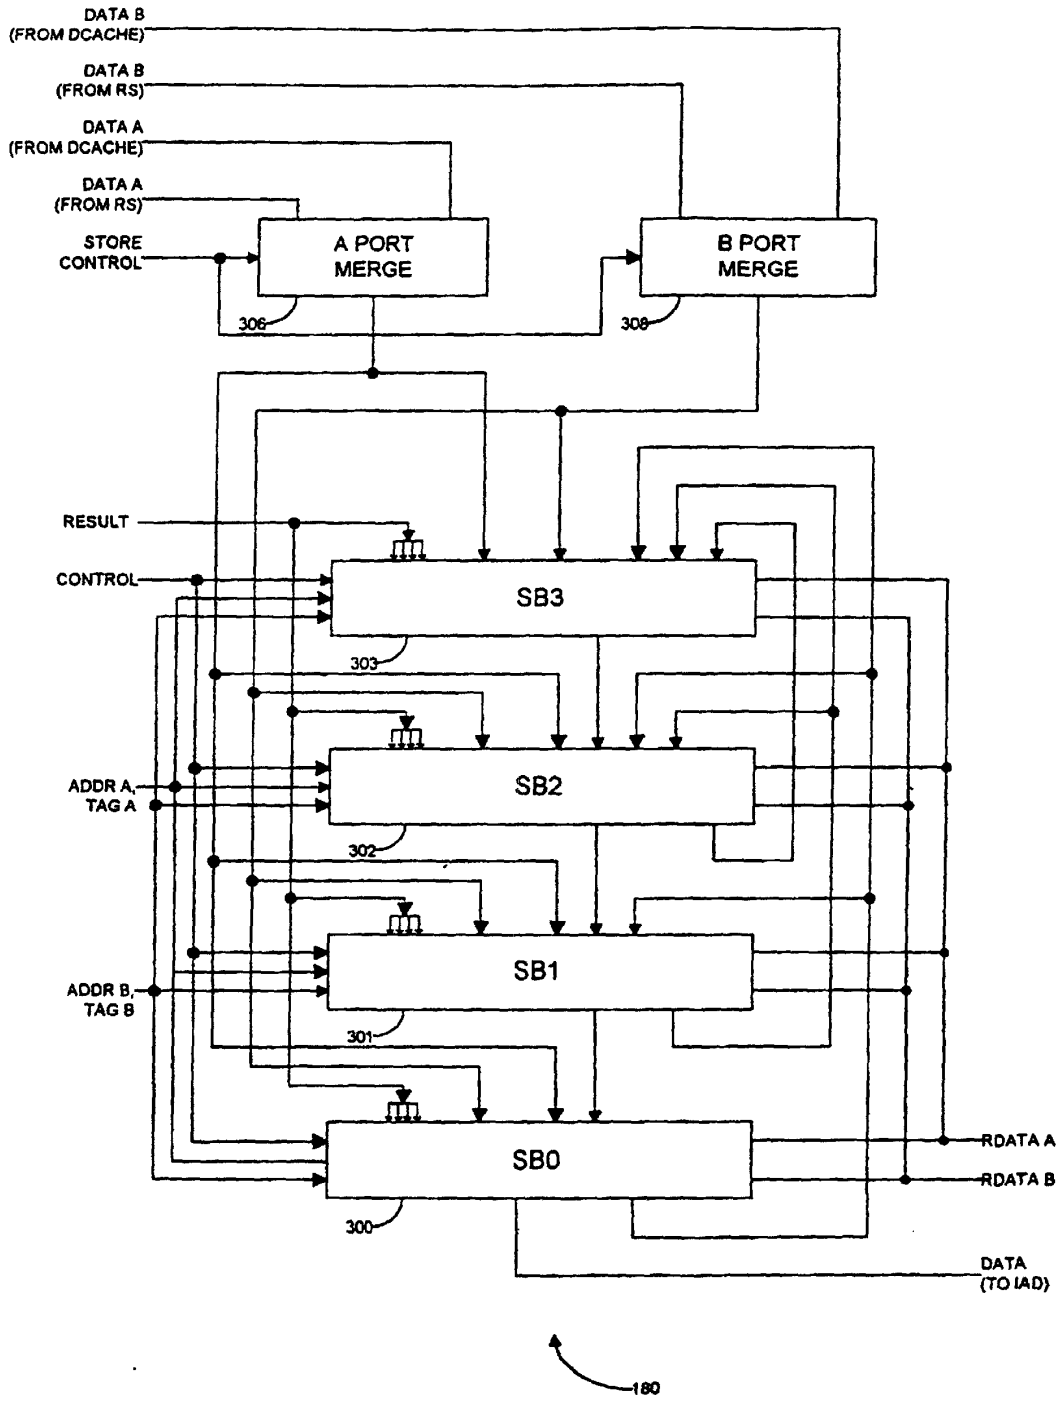 DATA B
(FROM DCACHE)
DATA B
(FROM RS)
DATA A
(FROM DCACHE)
DATA A
(FROM RS)
STORE
CONTROL
A PORT
MERGE
B PORT
MERGE
306
308
RESULT
CONTROL
SB3
303
ADDR A,
TAG A
SB2
302
ADDR B,
TAG B
SB1
301
SB0
300
RDATA A
RDATA B
DATA
(TO IAD)
180